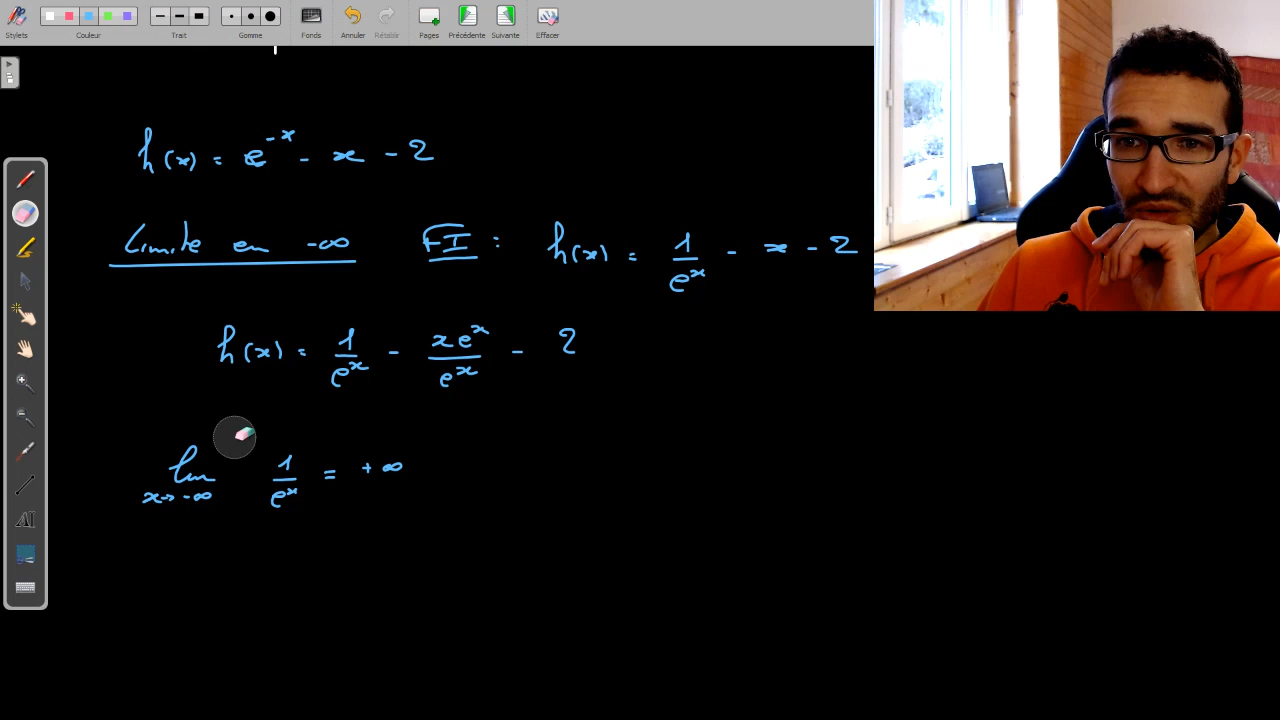 Stylets Couleur Trait Gomme Fonds Annuler Rétablir Pages Précédente Suivante Effacer
h(x) = e^{-x} - x - 2
Limite en -∞ FI : h(x) = 1/e^x - x - 2
h(x) = 1/e^x - xe^x/e^x - 2
lim x→-∞ 1/e^x = +∞